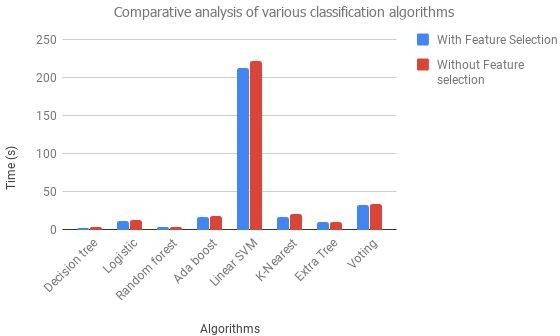 Comparative analysis of various classification algorithms
250
200
150
100
50
0
Time (s)
Decision tree
Logistic
Random forest
Ada boost
Linear SVM
K-Nearest
Extra Tree
Voting
Algorithms
With Feature Selection
Without Feature
selection